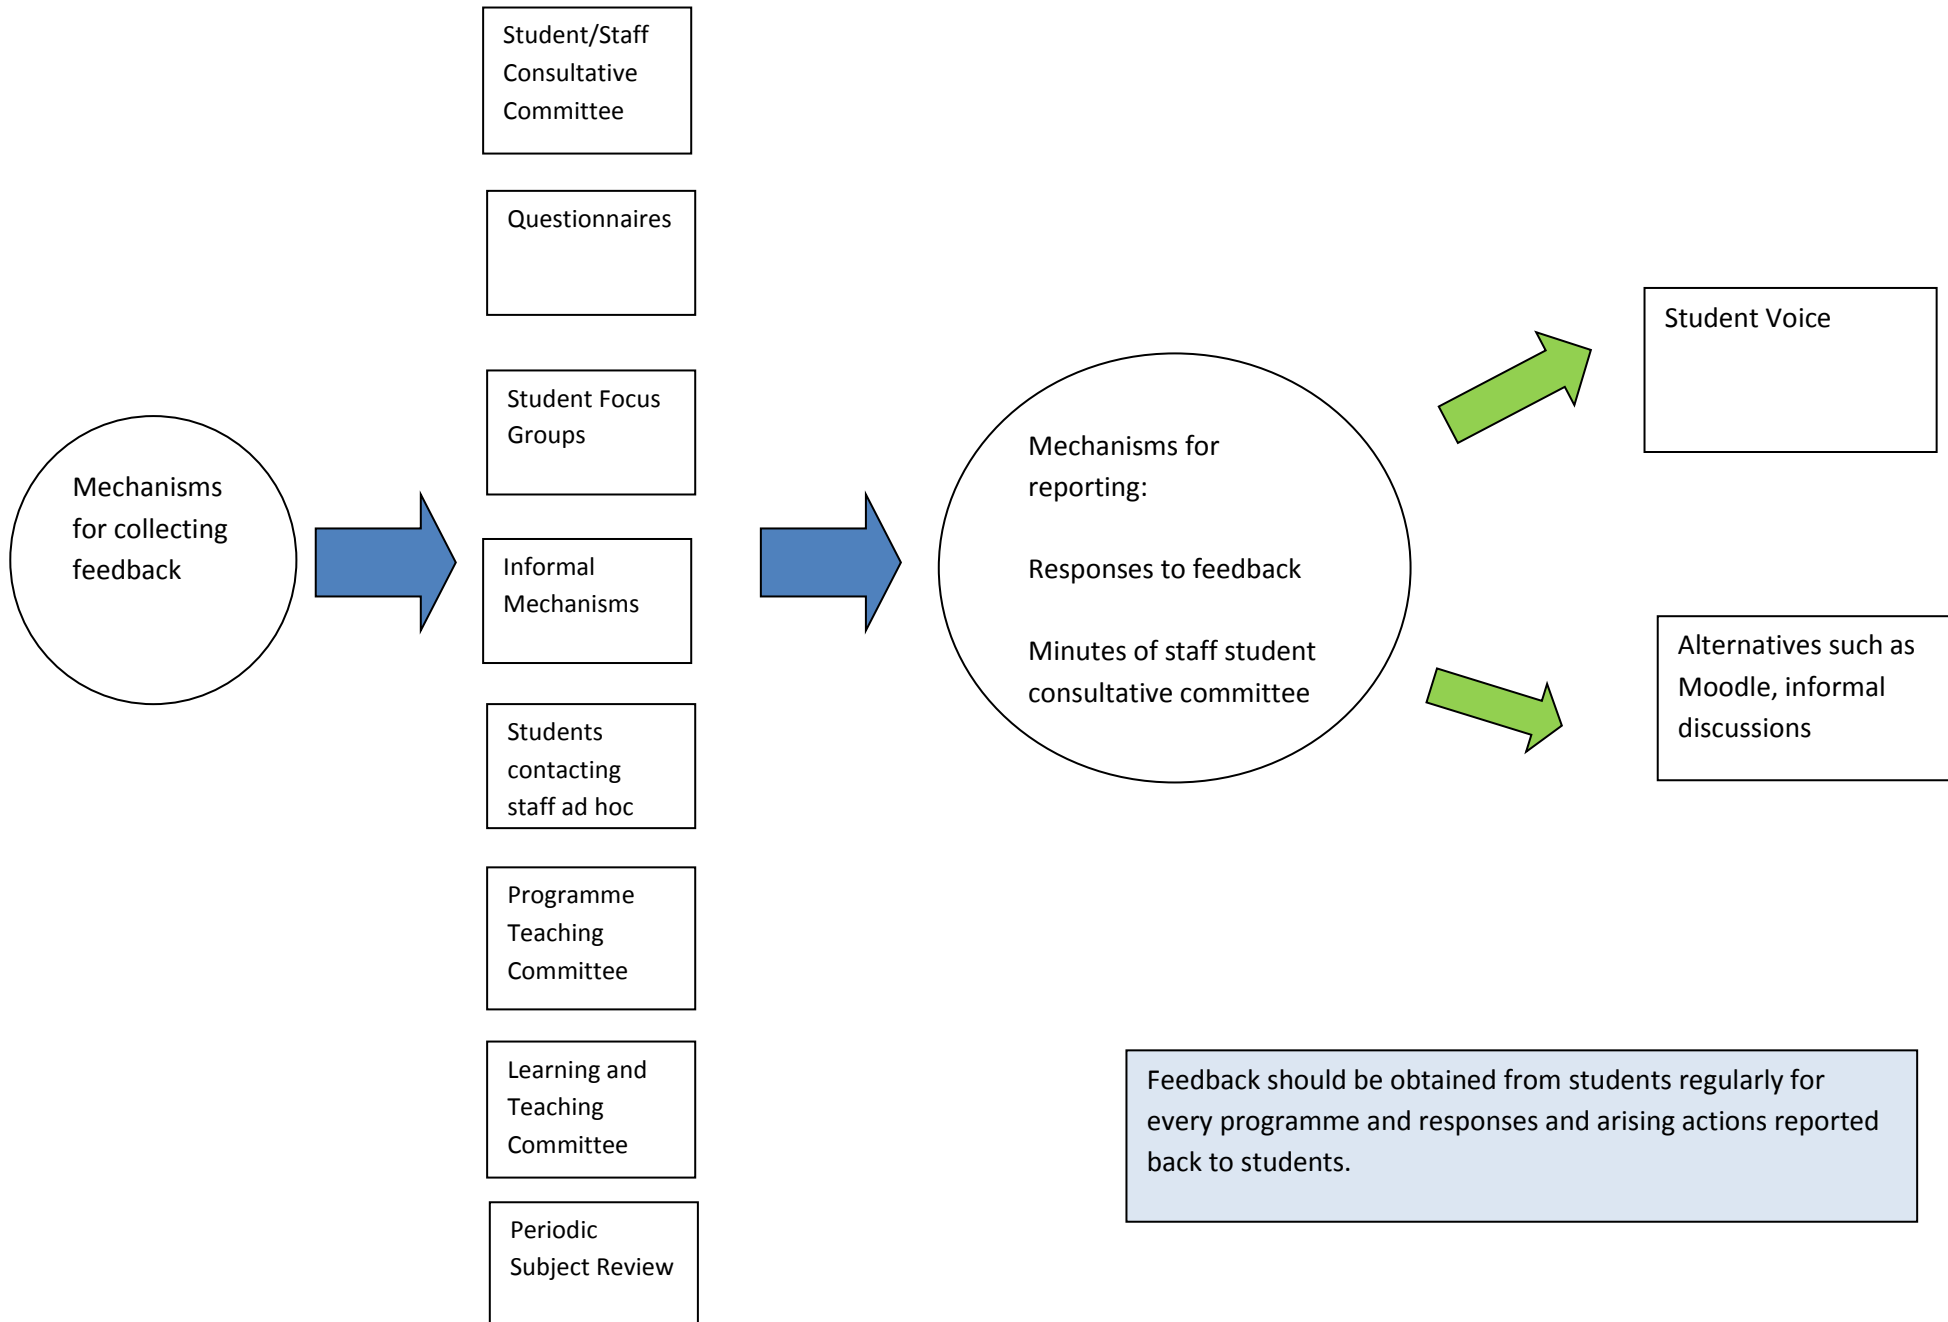 Student/Staff
Consultative
Committee
Questionnaires
Student Focus
Groups
Informal
Mechanisms
Students
contacting
staff ad hoc
Programme
Teaching
Committee
Learning and
Teaching
Committee
Periodic
Subject Review
Mechanisms
for collecting
feedback
Mechanisms for
reporting:
Responses to feedback
Minutes of staff student
consultative committee
Student Voice
Alternatives such as
Moodle, informal
discussions
Feedback should be obtained from students regularly for
every programme and responses and arising actions reported
back to students.